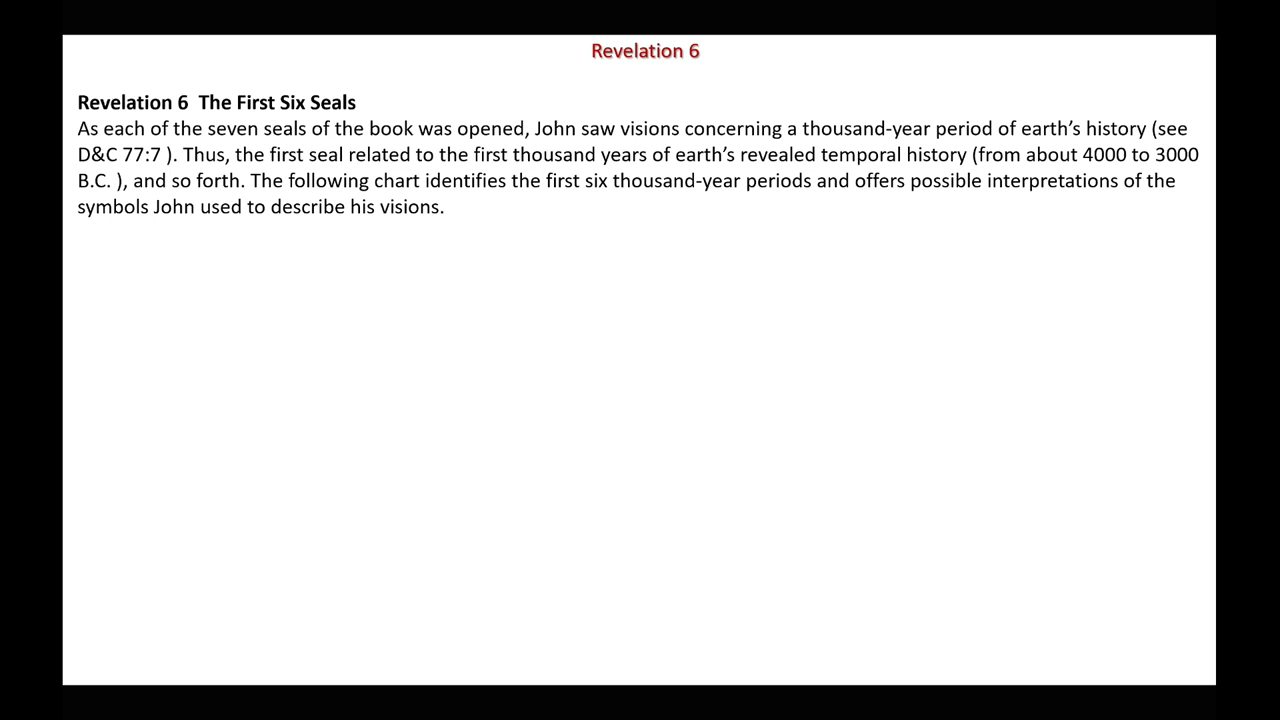 Revelation 6
Revelation 6  The First Six Seals
As each of the seven seals of the book was opened, John saw visions concerning a thousand-year period of earth’s history (see
D&C 77:7 ). Thus, the first seal related to the first thousand years of earth’s revealed temporal history (from about 4000 to 3000
B.C. ), and so forth. The following chart identifies the first six thousand-year periods and offers possible interpretations of the
symbols John used to describe his visions.